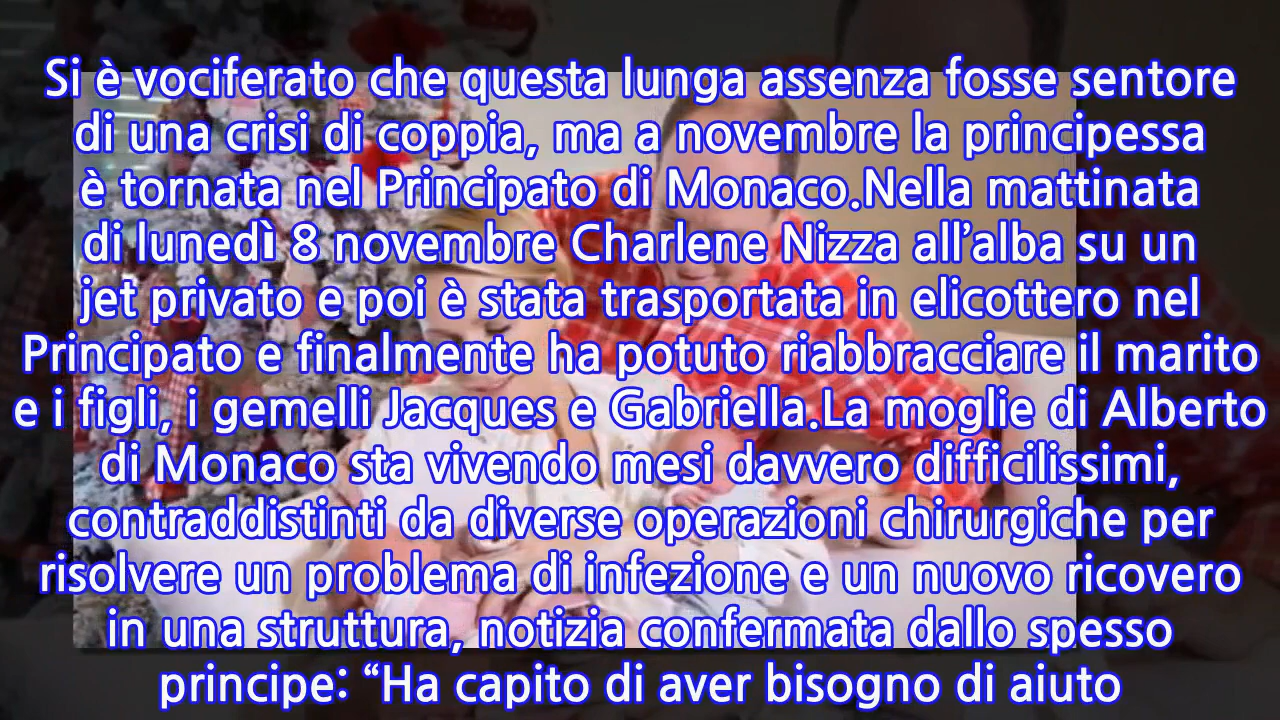 Si è vociferato che questa lunga assenza fosse sentore
di una crisi di coppia, ma a novembre la principessa
è tornata nel Principato di Monaco.Nella mattinata
di lunedì 8 novembre Charlene Nizza all’alba su un
jet privato e poi è stata trasportata in elicottero nel
Principato e finalmente ha potuto riabbracciare il marito
e i figli, i gemelli Jacques e Gabriella.La moglie di Alberto
di Monaco sta vivendo mesi davvero difficilissimi,
contraddistinti da diverse operazioni chirurgiche per
risolvere un problema di infezione e un nuovo ricovero
in una struttura, notizia confermata dallo spesso
principe: “Ha capito di aver bisogno di aiuto